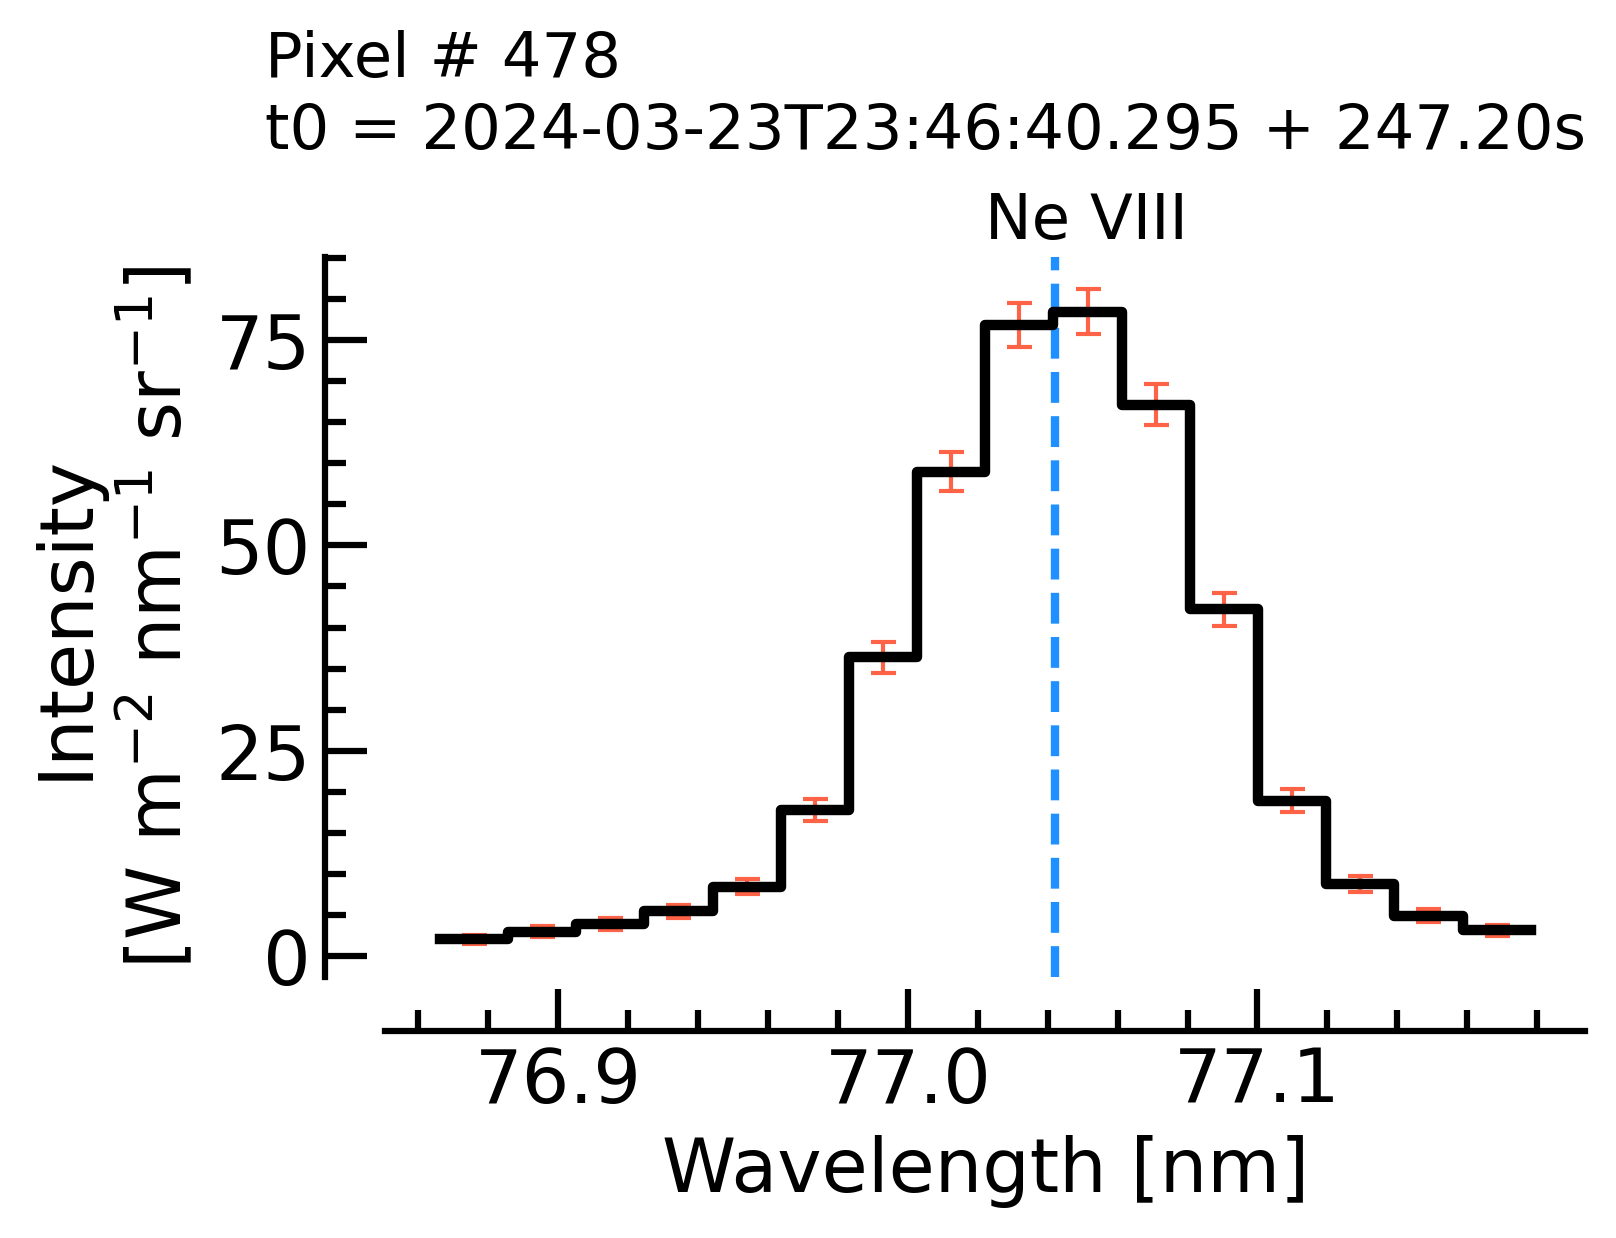 Pixel # 478
t0 = 2024-03-23T23:46:40.295 + 247.20s
Ne VIII
Intensity
[W m⁻² nm⁻¹ sr⁻¹]
75
50
25
0
76.9 77.0 77.1
Wavelength [nm]